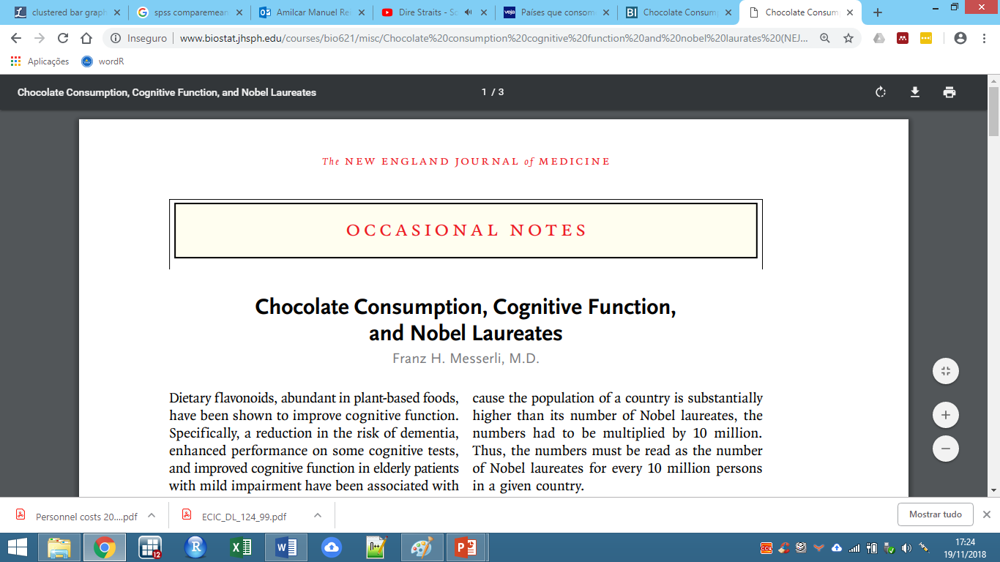 clustered bar graph
spss comparemean
Amilcar Manuel Rei
Dire Straits - So
veja
Países que consom
BI
Chocolate Consump
Chocolate Consum
Inseguro
www.biostat.jhsph.edu/courses/bio621/misc/Chocolate%20consumption%20cognitive%20function%20and%20nobel%20laurates%20(NEJ...
Aplicações
wordR
Chocolate Consumption, Cognitive Function, and Nobel Laureates
1 / 3
The NEW ENGLAND JOURNAL of MEDICINE
OCCASIONAL NOTES
Chocolate Consumption, Cognitive Function,
and Nobel Laureates
Franz H. Messerli, M.D.
Dietary flavonoids, abundant in plant-based foods,
have been shown to improve cognitive function.
Specifically, a reduction in the risk of dementia,
enhanced performance on some cognitive tests,
and improved cognitive function in elderly patients
with mild impairment have been associated with
cause the population of a country is substantially
higher than its number of Nobel laureates, the
numbers had to be multiplied by 10 million.
Thus, the numbers must be read as the number
of Nobel laureates for every 10 million persons
in a given country.
Personnel costs 20....pdf
ECIC_DL_124_99.pdf
Mostrar tudo
12
17:24
19/11/2018